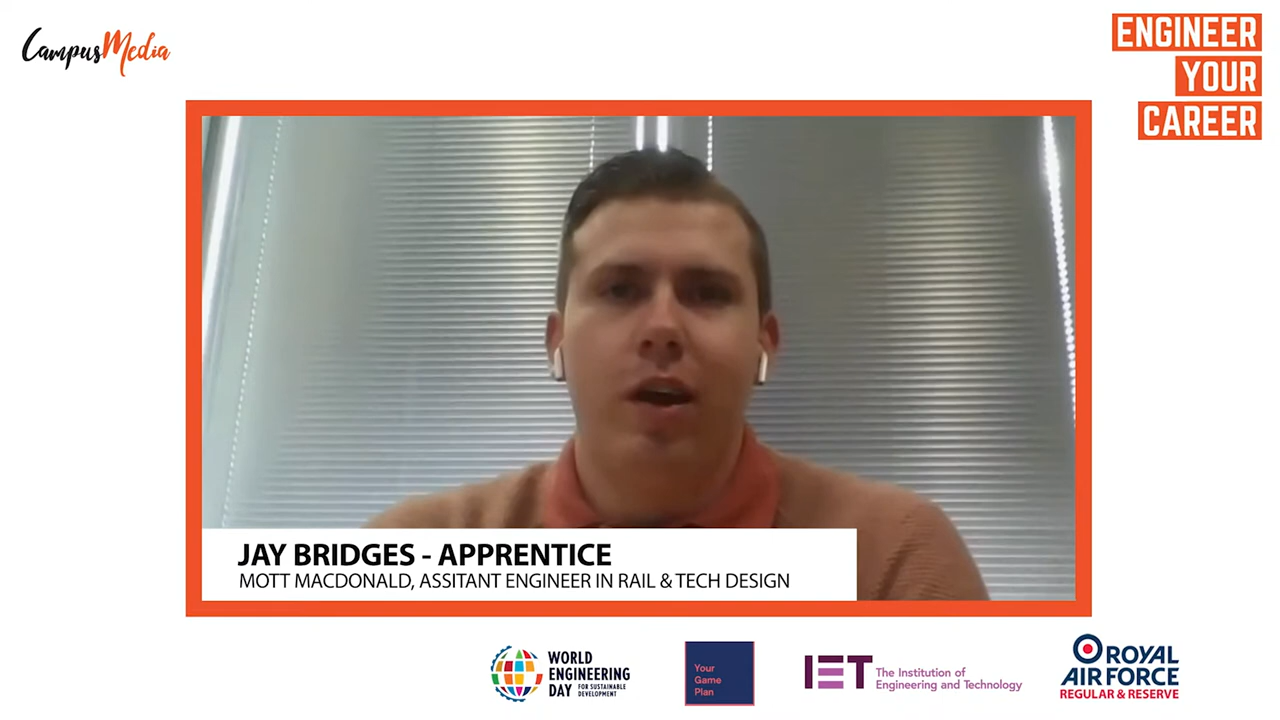 CampusMedia
ENGINEER
YOUR
CAREER
JAY BRIDGES - APPRENTICE
MOTT MACDONALD, ASSITANT ENGINEER IN RAIL & TECH DESIGN
WORLD
ENGINEERING
DAY FOR SUSTAINABLE
DEVELOPMENT
Your
Game
Plan
IET The Institution of
Engineering and Technology
ROYAL
AIR FORCE
REGULAR & RESERVE